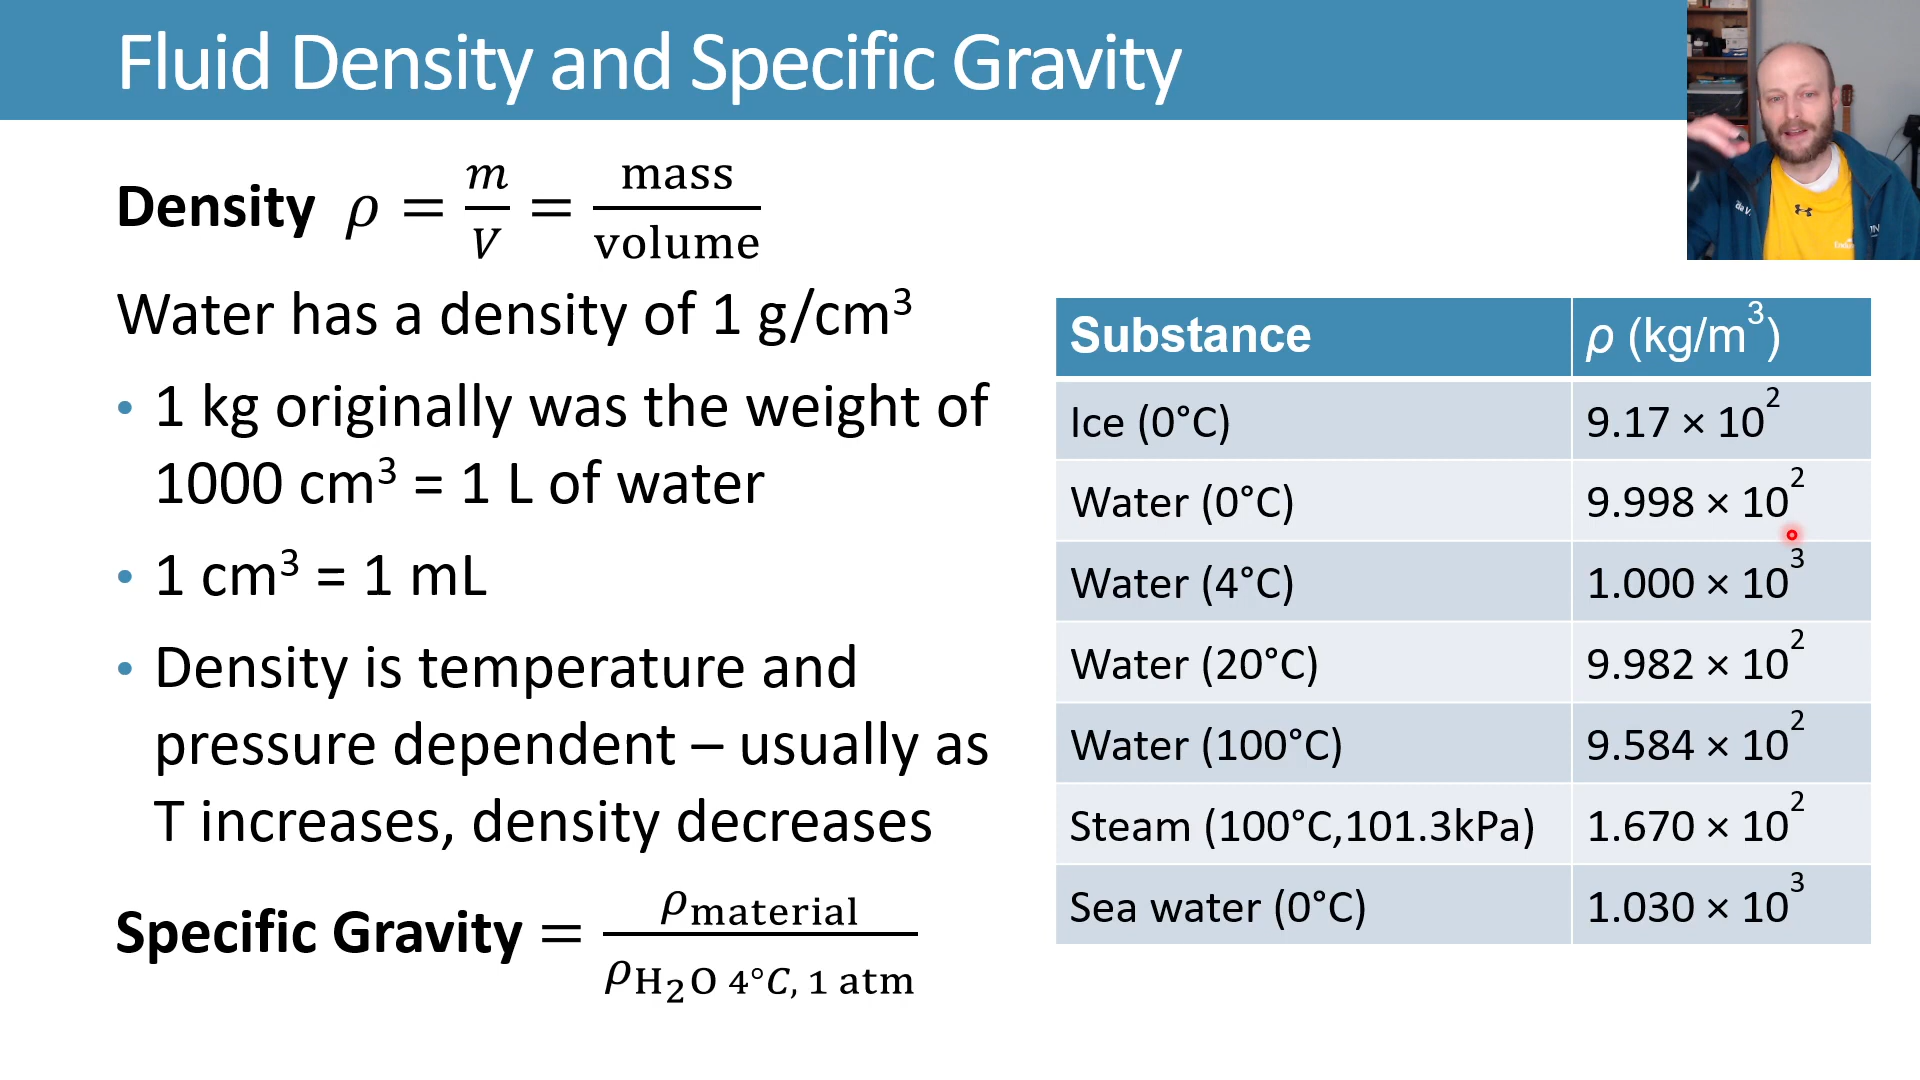 Fluid Density and Specific Gravity
Density ρ = m/V = mass/volume
Water has a density of 1 g/cm³
• 1 kg originally was the weight of
1000 cm³ = 1 L of water
• 1 cm³ = 1 mL
• Density is temperature and
pressure dependent – usually as
T increases, density decreases
Specific Gravity = ρmaterial/ρH₂O 4°C, 1 atm
Substance ρ (kg/m³)
Ice (0°C) 9.17 × 10²
Water (0°C) 9.998 × 10²
Water (4°C) 1.000 × 10³
Water (20°C) 9.982 × 10²
Water (100°C) 9.584 × 10²
Steam (100°C,101.3kPa) 1.670 × 10²
Sea water (0°C) 1.030 × 10³